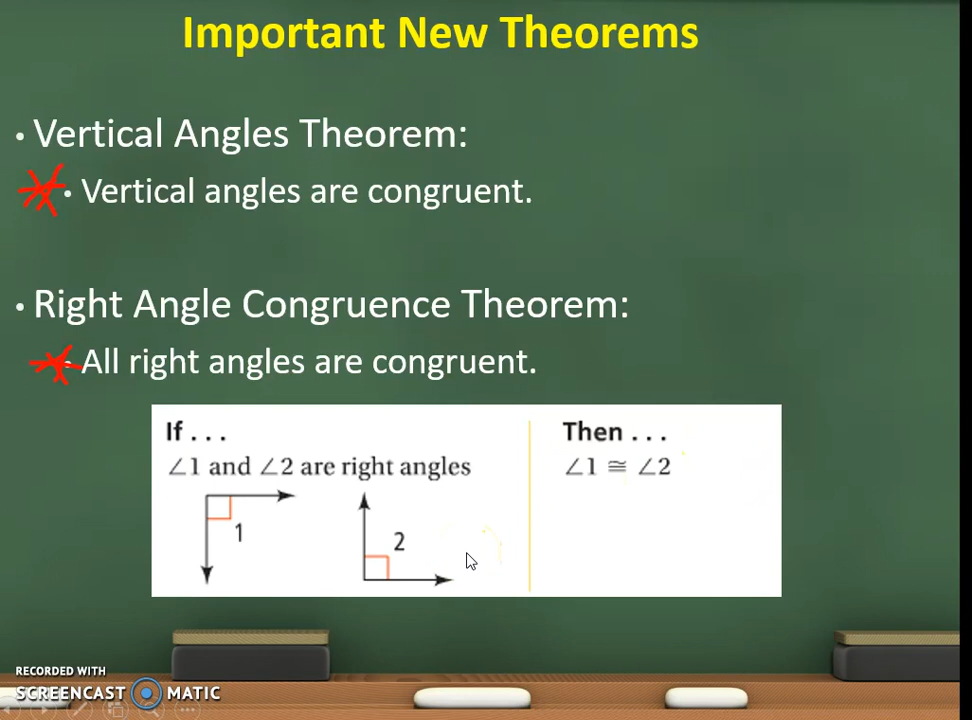 Important New Theorems
• Vertical Angles Theorem:
• Vertical angles are congruent.
• Right Angle Congruence Theorem:
All right angles are congruent.
If . . .
∠1 and ∠2 are right angles
1
2
Then . . .
∠1 ≅ ∠2
RECORDED WITH
SCREENCAST MATIC